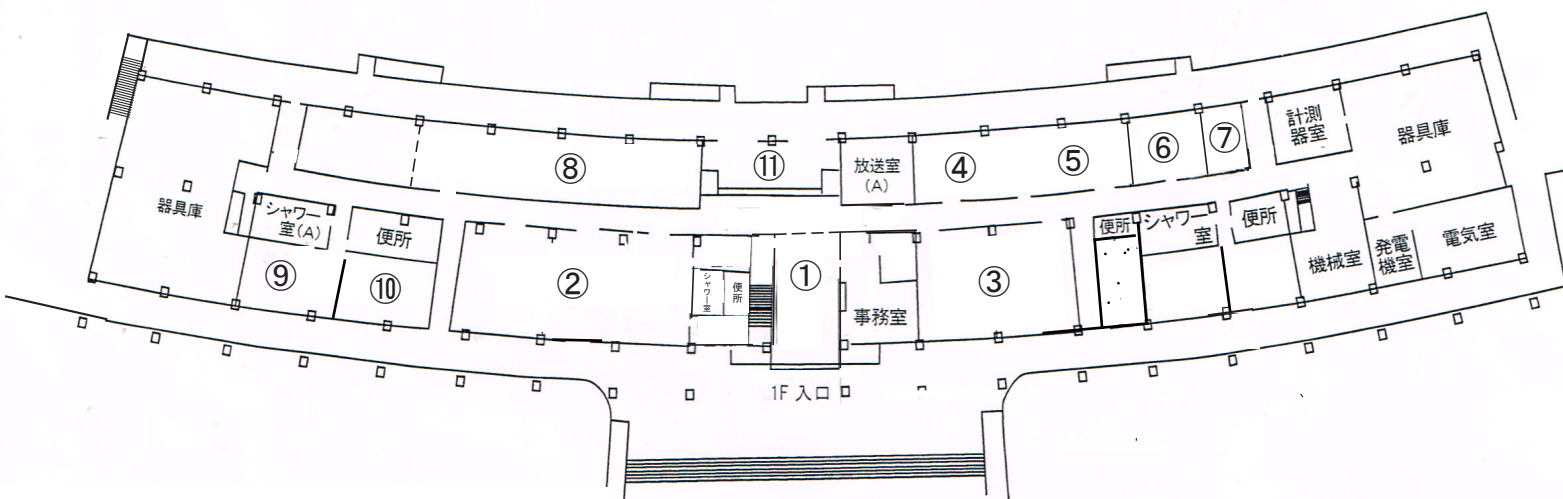 計測
器室
器具庫
⑦
⑥
⑧
⑪
放送室
(A)
④
⑤
器具庫
シャワー
室(A)
便所
便所
シャワー
室
便所
⑨
⑩
②
シャワー室
便所
①
③
機械室
発電
機室
電気室
事務室
1F 入口